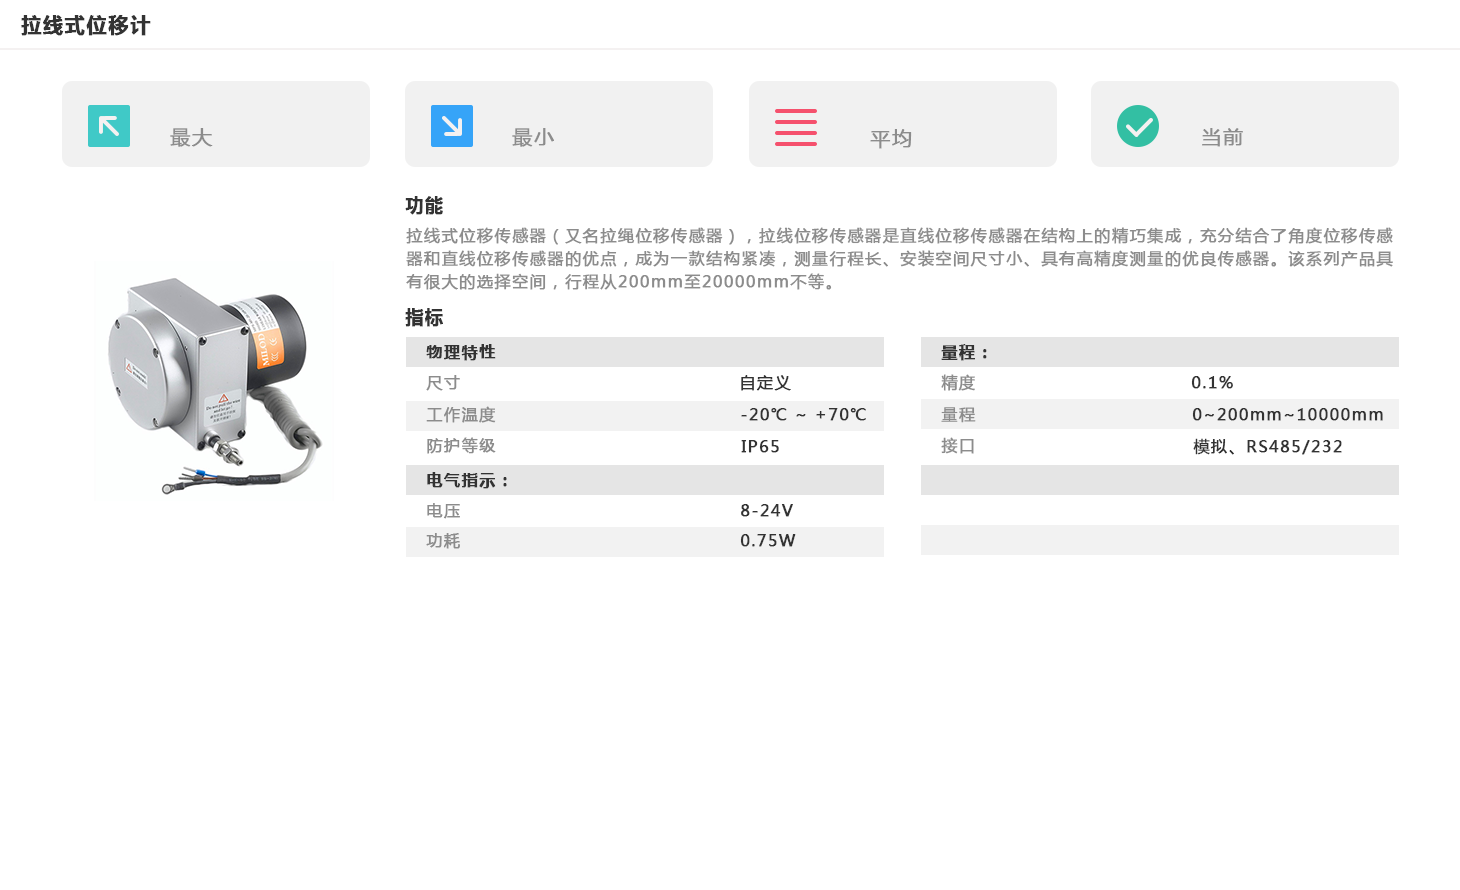 拉线式位移计
最大
最小
平均
当前
功能
拉线式位移传感器（又名拉绳位移传感器），拉线位移传感器是直线位移传感器在结构上的精巧集成，充分结合了角度位移传感
器和直线位移传感器的优点，成为一款结构紧凑，测量行程长、安装空间尺寸小、具有高精度测量的优良传感器。该系列产品具
有很大的选择空间，行程从200mm至20000mm不等。
指标
物理特性
尺寸 自定义
工作温度 -20℃ ~ +70℃
防护等级 IP65
电气指示：
电压 8-24V
功耗 0.75W
量程：
精度 0.1%
量程 0~200mm~10000mm
接口 模拟、RS485/232
MILOD